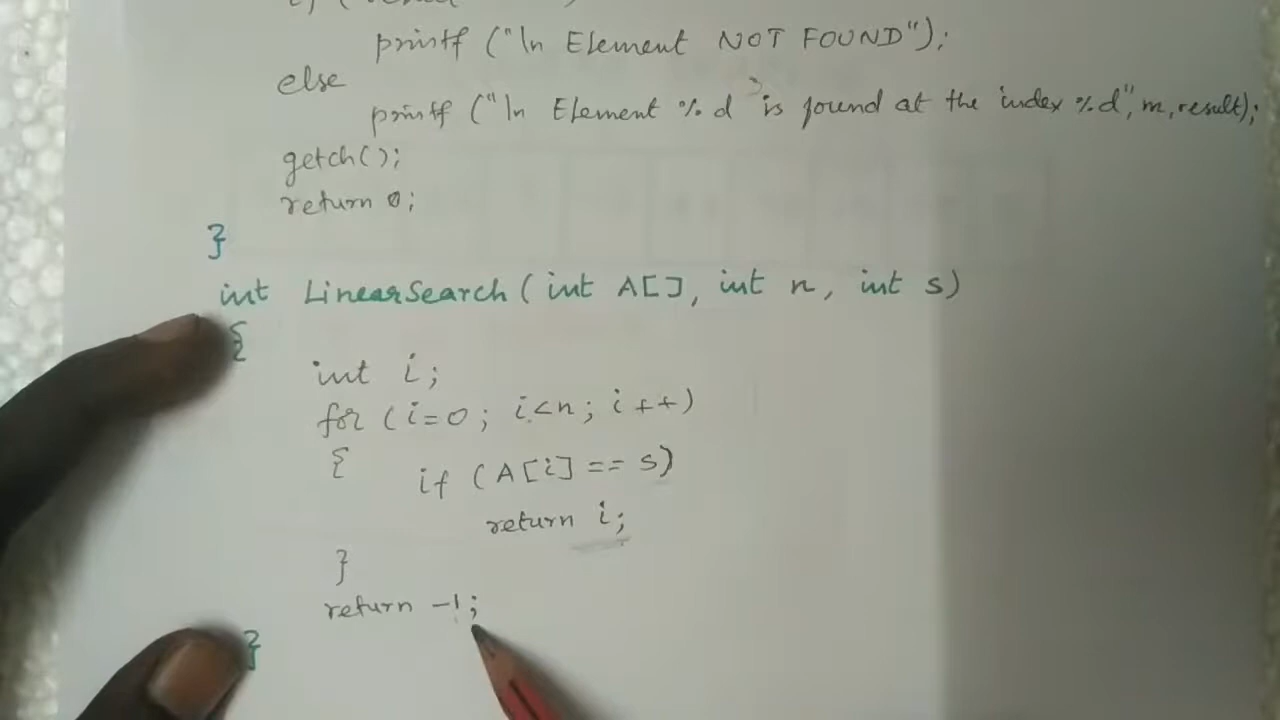 if (
printf ("\n Element NOT FOUND");
else
printf ("\n Element %d is found at the index %d", m, result);
getch();
return 0;
}
int LinearSearch(int A[], int n, int s)
{
int i;
for (i=0; i<n; i++)
{ if (A[i] == s)
return i;
}
return -1;
}